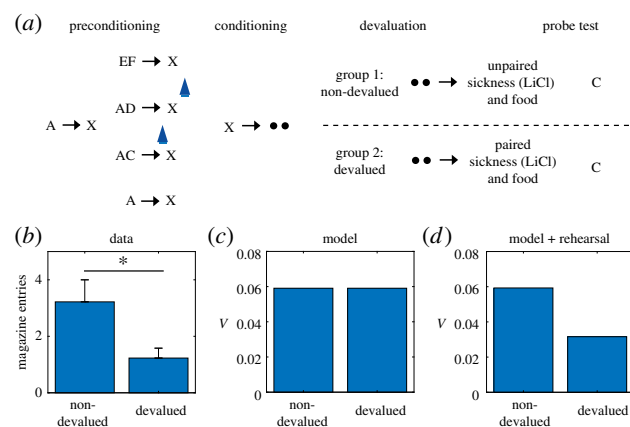 (a) preconditioning conditioning devaluation probe test
EF → X
AD → X
A → X
AC → X
A → X
X → ●●
group 1:
non-devalued
●● →
unpaired
sickness (LiCl)
and food
C
group 2:
devalued
●● →
paired
sickness (LiCl)
and food
C
(b) data
magazine entries
4
2
0
*
non-
devalued
devalued
(c) model
V
0.08
0.06
0.04
0.02
0
non-
devalued
devalued
(d) model + rehearsal
V
0.08
0.06
0.04
0.02
0
non-
devalued
devalued